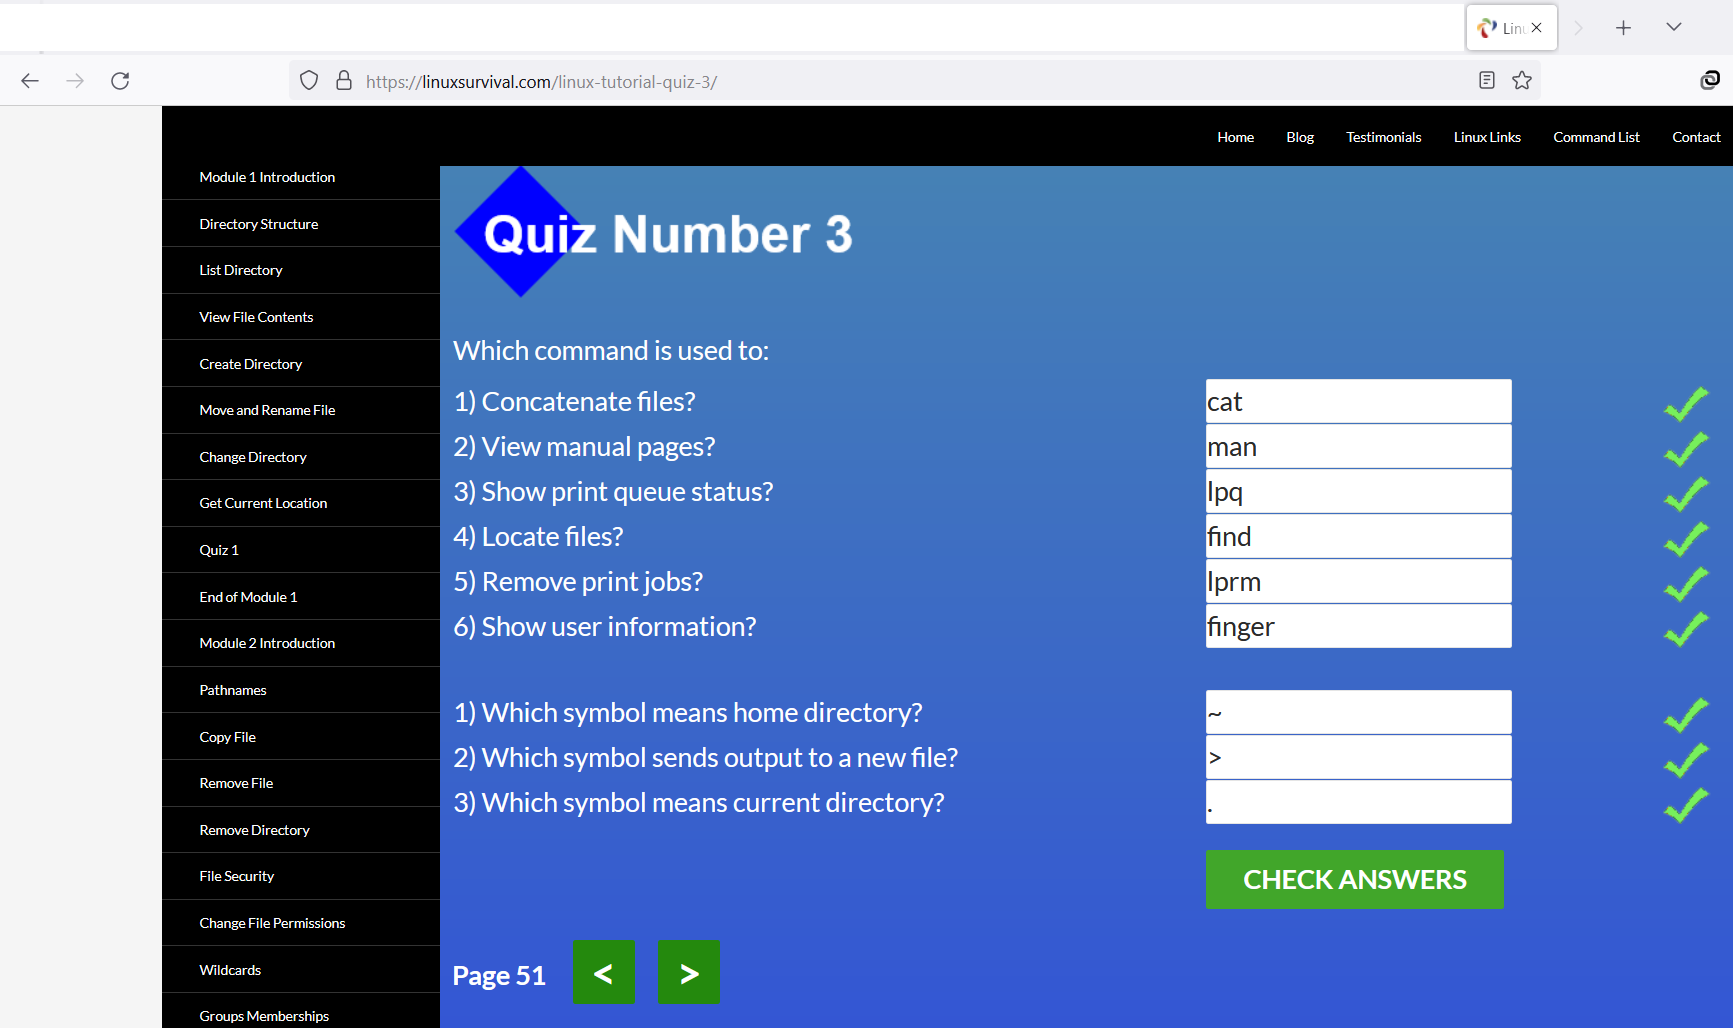 Lin
https://linuxsurvival.com/linux-tutorial-quiz-3/
Home Blog Testimonials Linux Links Command List Contact
Module 1 Introduction
Directory Structure
List Directory
View File Contents
Create Directory
Move and Rename File
Change Directory
Get Current Location
Quiz 1
End of Module 1
Module 2 Introduction
Pathnames
Copy File
Remove File
Remove Directory
File Security
Change File Permissions
Wildcards
Groups Memberships
Quiz Number 3
Which command is used to:
1) Concatenate files? cat
2) View manual pages? man
3) Show print queue status? lpq
4) Locate files? find
5) Remove print jobs? lprm
6) Show user information? finger
1) Which symbol means home directory? ~
2) Which symbol sends output to a new file? >
3) Which symbol means current directory? .
CHECK ANSWERS
Page 51 < >